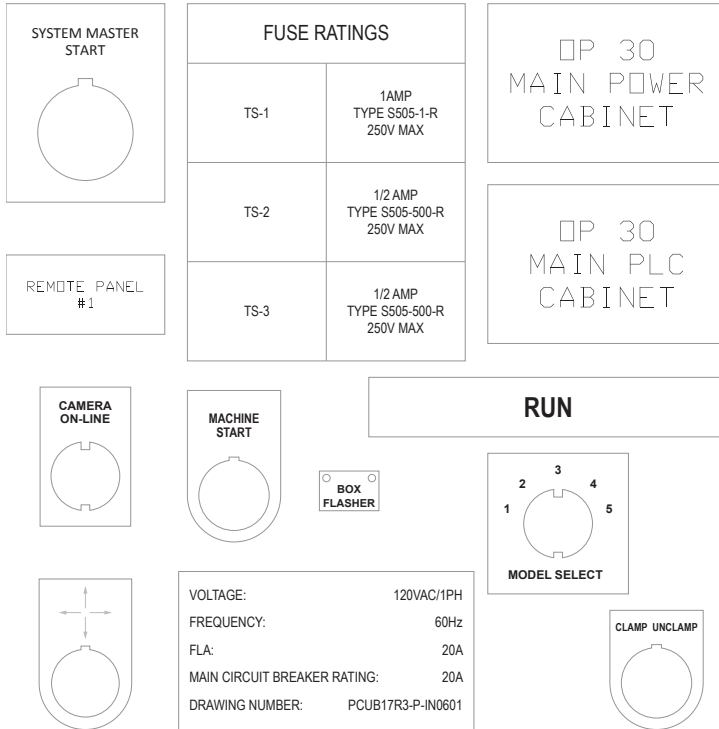 SYSTEM MASTER
START
FUSE RATINGS
TS-1
1AMP
TYPE S505-1-R
250V MAX
TS-2
1/2 AMP
TYPE S505-500-R
250V MAX
TS-3
1/2 AMP
TYPE S505-500-R
250V MAX
OP 30
MAIN POWER
CABINET
OP 30
MAIN PLC
CABINET
REMOTE PANEL
#1
CAMERA
ON-LINE
MACHINE
START
RUN
BOX
FLASHER
1 2 3 4 5
MODEL SELECT
VOLTAGE: 120VAC/1PH
FREQUENCY: 60Hz
FLA: 20A
MAIN CIRCUIT BREAKER RATING: 20A
DRAWING NUMBER: PCUB17R3-P-IN0601
CLAMP UNCLAMP